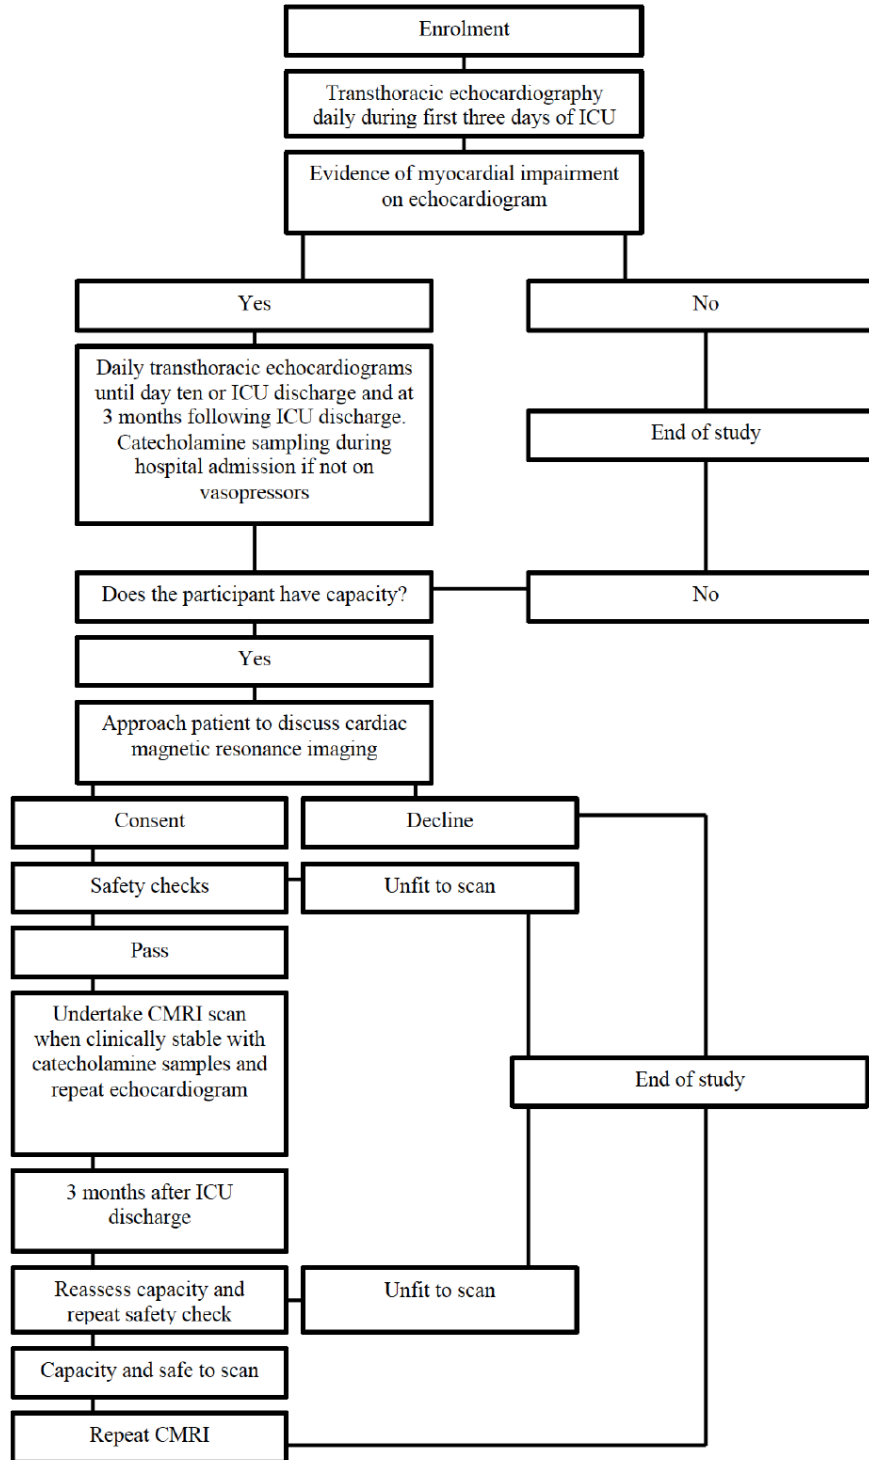 Enrolment
Transthoracic echocardiography
daily during first three days of ICU
Evidence of myocardial impairment
on echocardiogram
Yes
No
Daily transthoracic echocardiograms
until day ten or ICU discharge and at
3 months following ICU discharge.
Catecholamine sampling during
hospital admission if not on
vasopressors
End of study
Does the participant have capacity?
No
Yes
Approach patient to discuss cardiac
magnetic resonance imaging
Consent
Decline
Safety checks
Unfit to scan
Pass
Undertake CMRI scan
when clinically stable with
catecholamine samples and
repeat echocardiogram
End of study
3 months after ICU
discharge
Reassess capacity and
repeat safety check
Unfit to scan
Capacity and safe to scan
Repeat CMRI